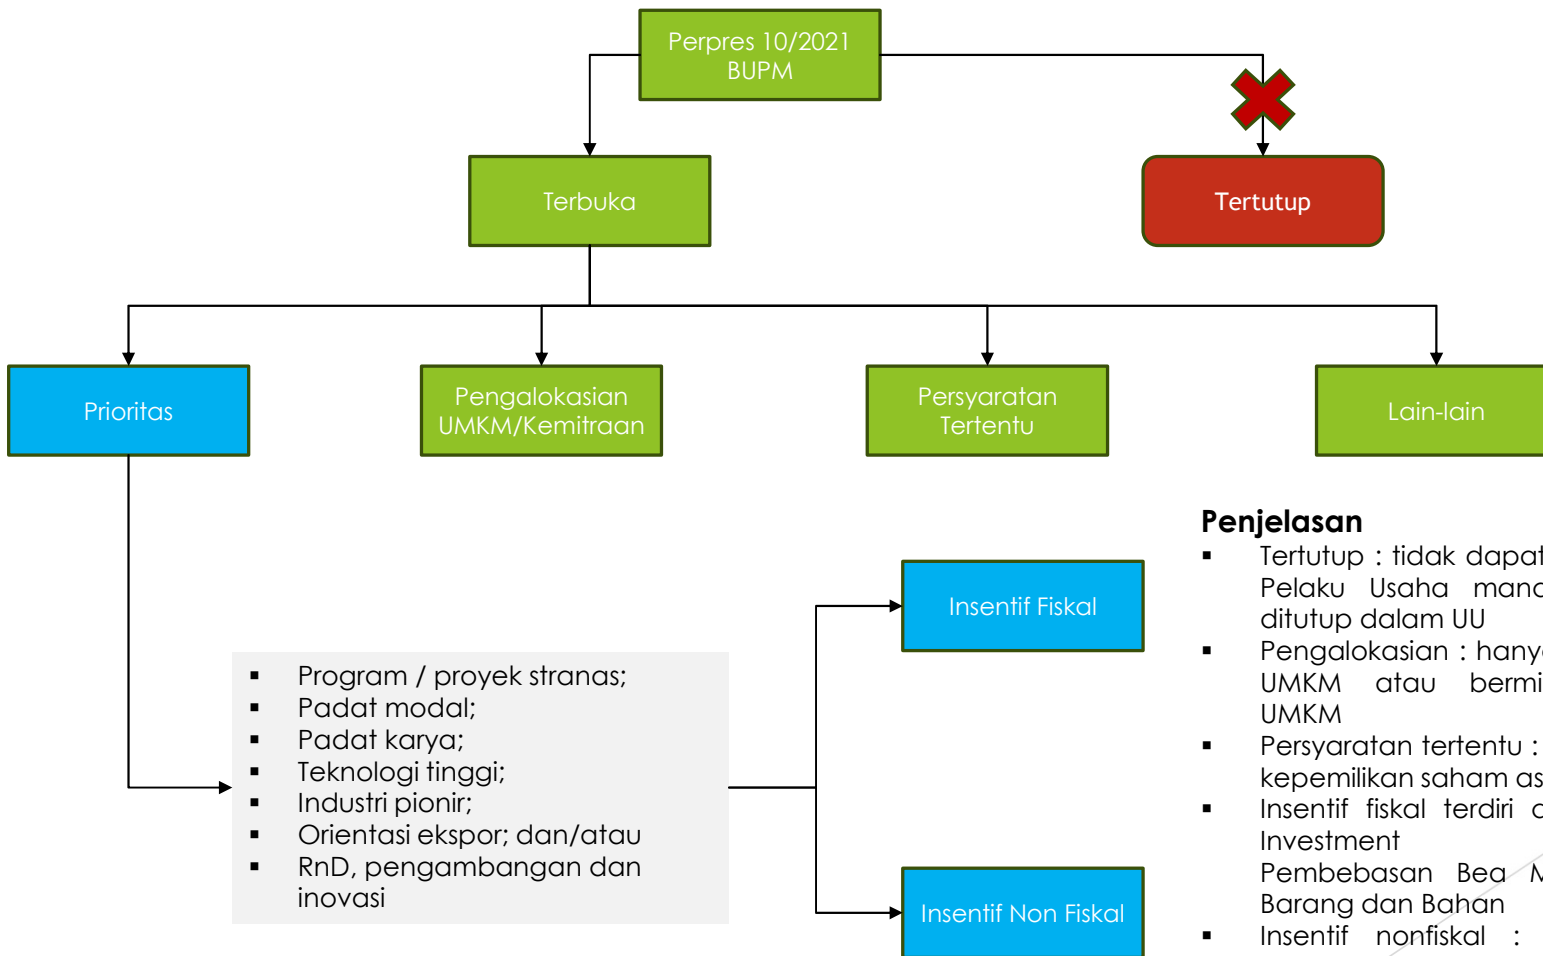 Perpres 10/2021
BUPM
Terbuka
Tertutup
Prioritas
Pengalokasian
UMKM/Kemitraan
Persyaratan
Tertentu
Lain-lain
▪ Program / proyek stranas;
▪ Padat modal;
▪ Padat karya;
▪ Teknologi tinggi;
▪ Industri pionir;
▪ Orientasi ekspor; dan/atau
▪ RnD, pengambangan dan
inovasi
Insentif Fiskal
Insentif Non Fiskal
Penjelasan
▪ Tertutup : tidak dapat
Pelaku Usaha
ditutup dalam UU
▪ Pengalokasian :
UMKM atau
UMKM
▪ Persyaratan tertentu :
kepemilikan saham
▪ Insentif fiskal terdiri
Investment
Pembebasan Bea
Barang dan Bahan
▪ Insentif nonfiskal :